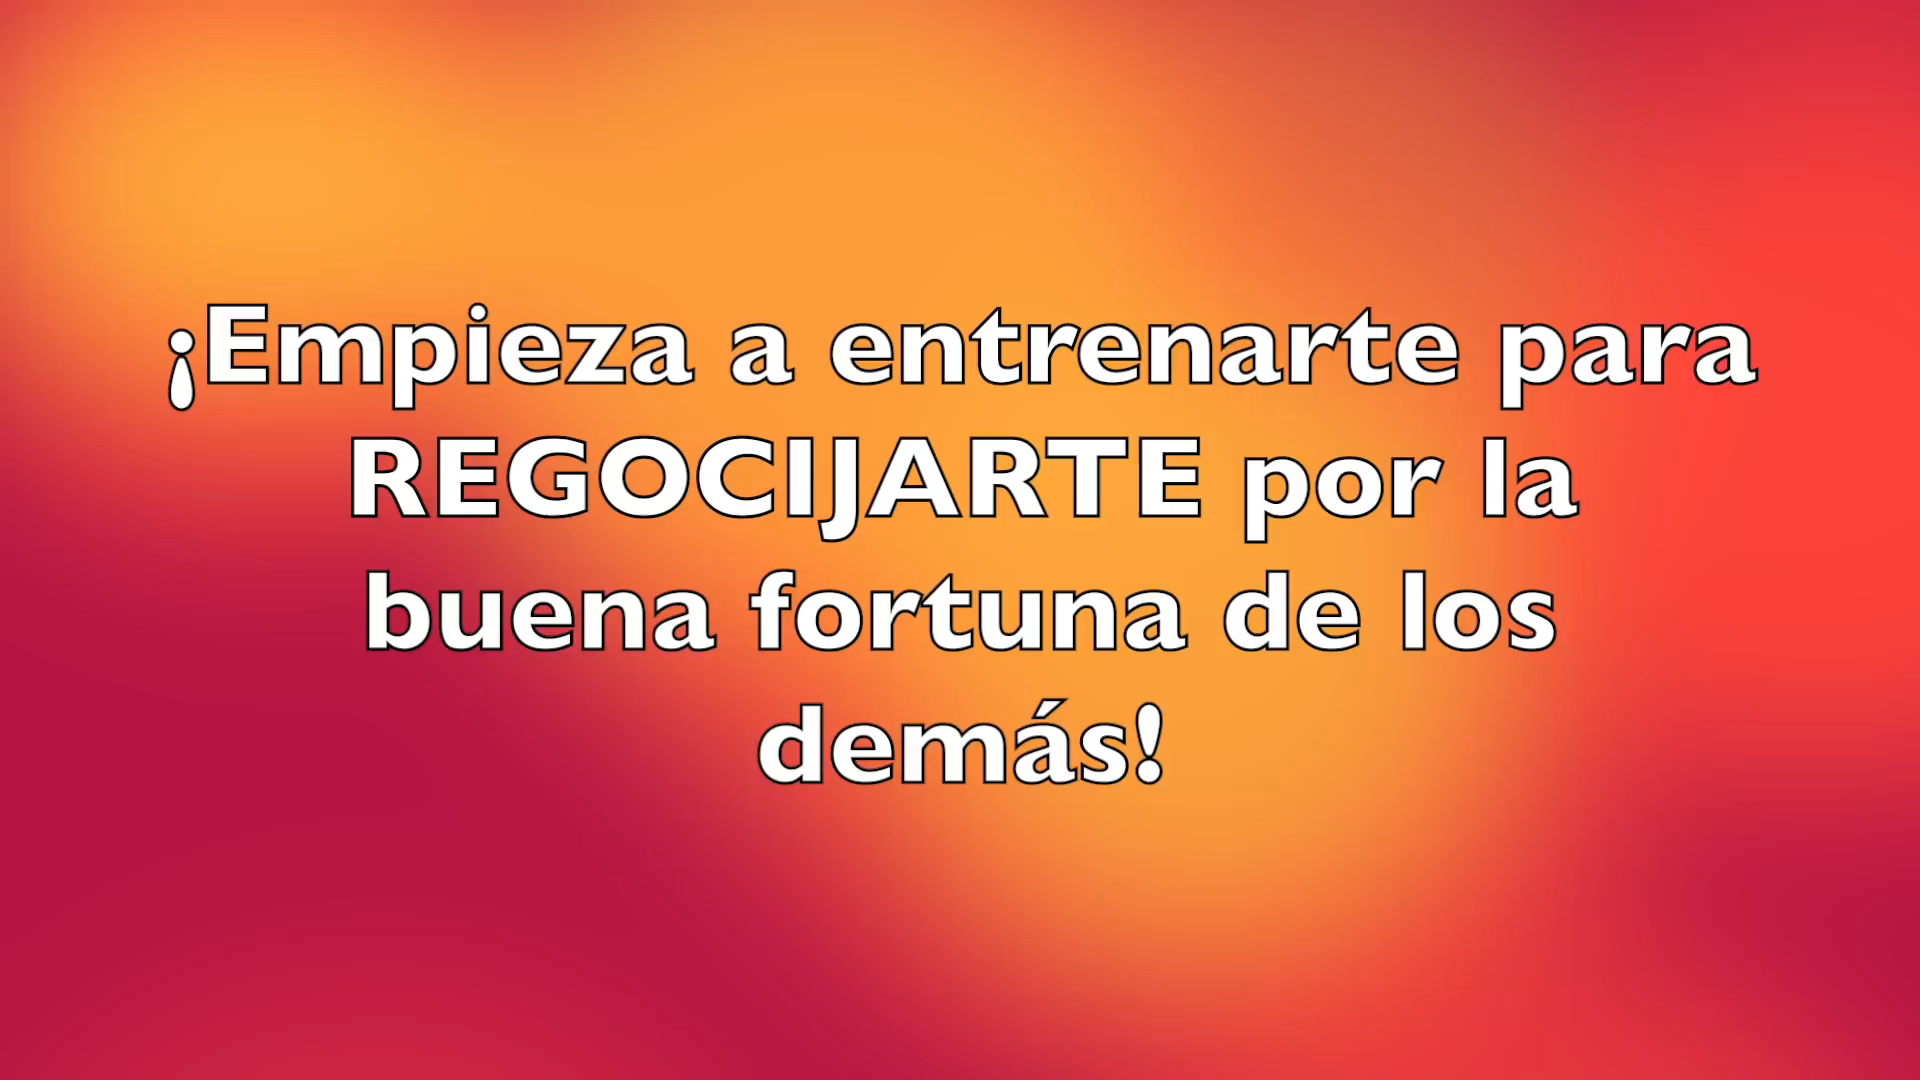 ¡Empieza a entrenarte para
REGOCIJARTE por la
buena fortuna de los
demás!